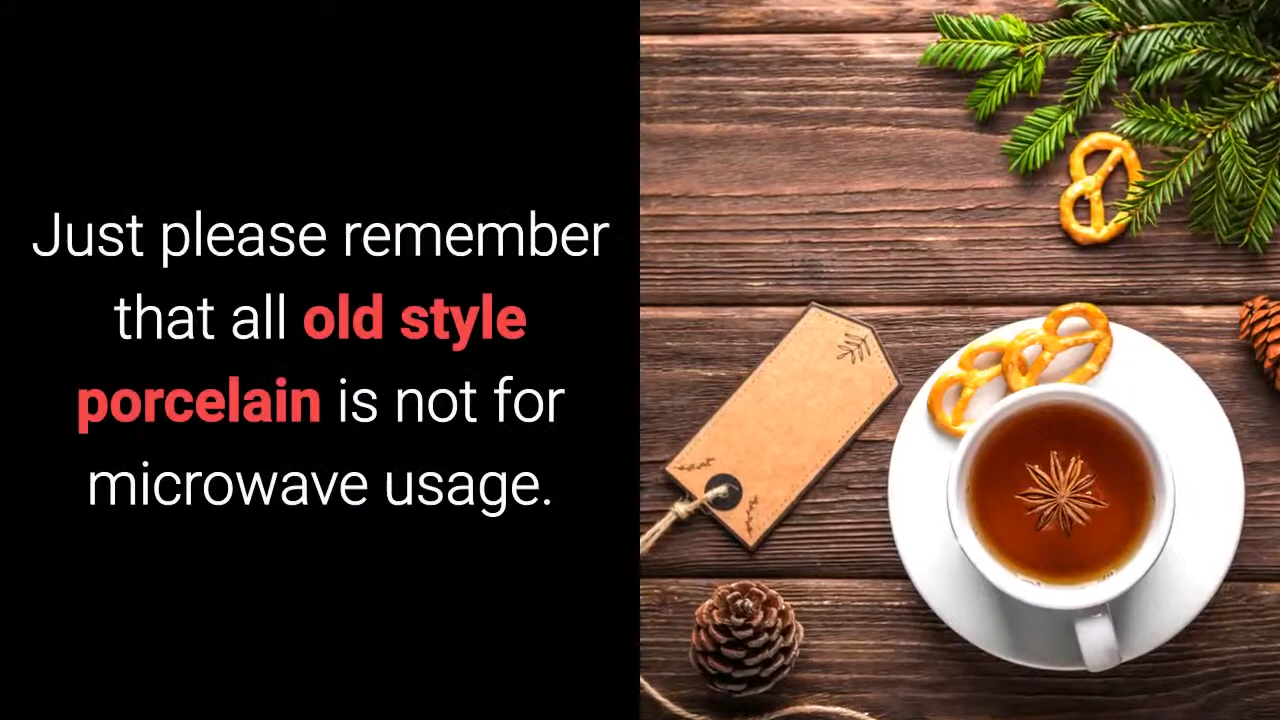 Just please remember
that all old style
porcelain is not for
microwave usage.